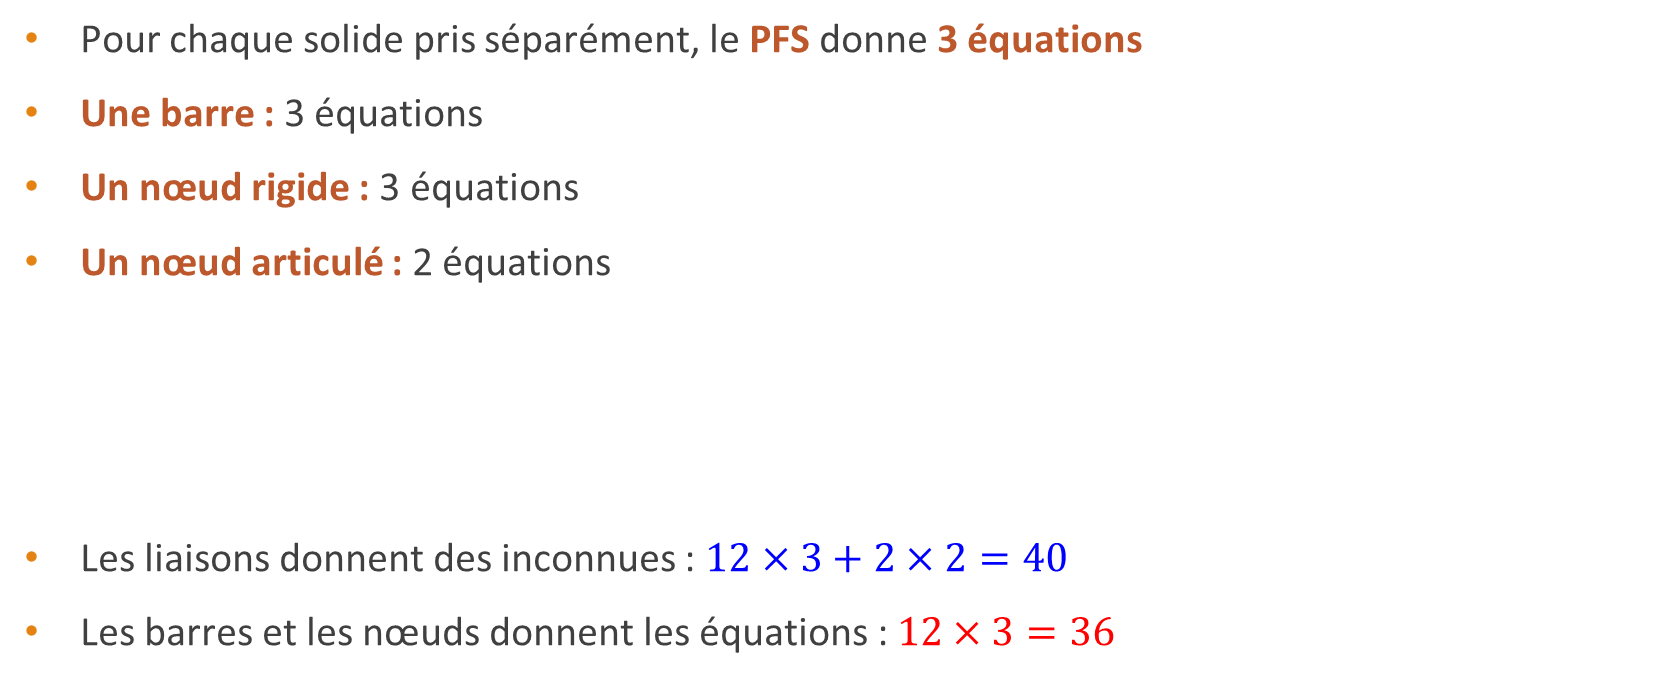 • Pour chaque solide pris séparément, le PFS donne 3 équations
• Une barre : 3 équations
• Un nœud rigide : 3 équations
• Un nœud articulé : 2 équations
• Les liaisons donnent des inconnues : 12 × 3 + 2 × 2 = 40
• Les barres et les nœuds donnent les équations : 12 × 3 = 36